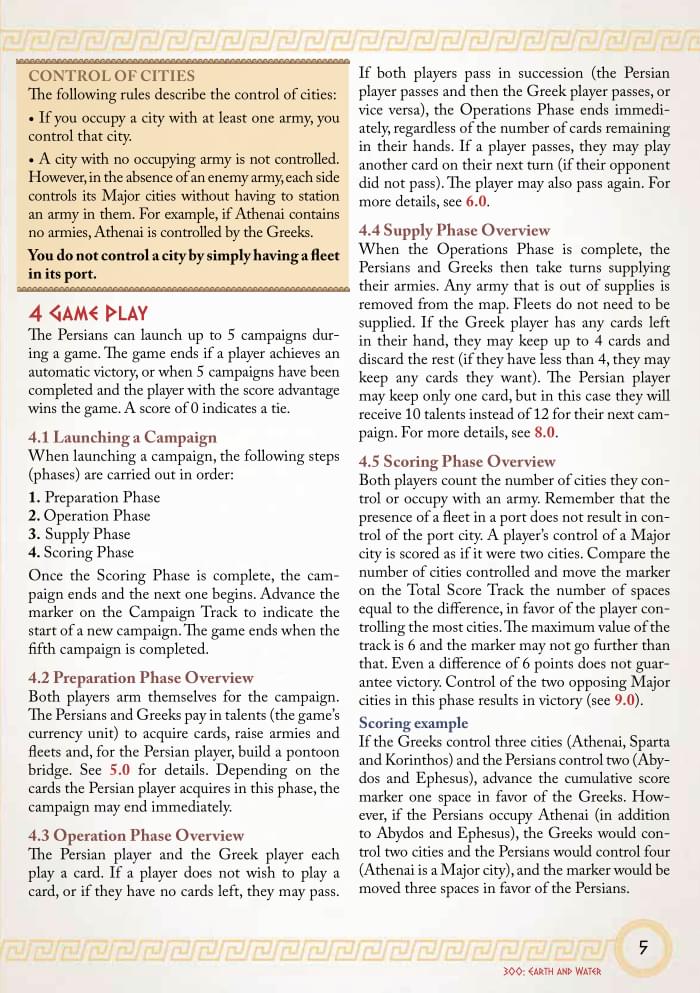 CONTROL OF CITIES
The following rules describe the control of cities:
• If you occupy a city with at least one army, you
control that city.
• A city with no occupying army is not controlled.
However, in the absence of an enemy army, each side
controls its Major cities without having to station
an army in them. For example, if Athenai contains
no armies, Athenai is controlled by the Greeks.
You do not control a city by simply having a fleet
in its port.
4 GAME PLAY
The Persians can launch up to 5 campaigns dur-
ing a game. The game ends if a player achieves an
automatic victory, or when 5 campaigns have been
completed and the player with the score advantage
wins the game. A score of 0 indicates a tie.
4.1 Launching a Campaign
When launching a campaign, the following steps
(phases) are carried out in order:
1. Preparation Phase
2. Operation Phase
3. Supply Phase
4. Scoring Phase
Once the Scoring Phase is complete, the cam-
paign ends and the next one begins. Advance the
marker on the Campaign Track to indicate the
start of a new campaign. The game ends when the
fifth campaign is completed.
4.2 Preparation Phase Overview
Both players arm themselves for the campaign.
The Persians and Greeks pay in talents (the game's
currency unit) to acquire cards, raise armies and
fleets and, for the Persian player, build a pontoon
bridge. See 5.0 for details. Depending on the
cards the Persian player acquires in this phase, the
campaign may end immediately.
4.3 Operation Phase Overview
The Persian player and the Greek player each
play a card. If a player does not wish to play a
card, or if they have no cards left, they may pass.
If both players pass in succession (the Persian
player passes and then the Greek player passes, or
vice versa), the Operations Phase ends immedi-
ately, regardless of the number of cards remaining
in their hands. If a player passes, they may play
another card on their next turn (if their opponent
did not pass). The player may also pass again. For
more details, see 6.0.
4.4 Supply Phase Overview
When the Operations Phase is complete, the
Persians and Greeks then take turns supplying
their armies. Any army that is out of supplies is
removed from the map. Fleets do not need to be
supplied. If the Greek player has any cards left
in their hand, they may keep up to 4 cards and
discard the rest (if they have less than 4, they may
keep any cards they want). The Persian player
may keep only one card, but in this case they will
receive 10 talents instead of 12 for their next cam-
paign. For more details, see 8.0.
4.5 Scoring Phase Overview
Both players count the number of cities they con-
trol or occupy with an army. Remember that the
presence of a fleet in a port does not result in con-
trol of the port city. A player's control of a Major
city is scored as if it were two cities. Compare the
number of cities controlled and move the marker
on the Total Score Track the number of spaces
equal to the difference, in favor of the player con-
trolling the most cities. The maximum value of the
track is 6 and the marker may not go further than
that. Even a difference of 6 points does not guar-
antee victory. Control of the two opposing Major
cities in this phase results in victory (see 9.0).
Scoring example
If the Greeks control three cities (Athenai, Sparta
and Korinthos) and the Persians control two (Aby-
dos and Ephesus), advance the cumulative score
marker one space in favor of the Greeks. How-
ever, if the Persians occupy Athenai (in addition
to Abydos and Ephesus), the Greeks would con-
trol two cities and the Persians would control four
(Athenai is a Major city), and the marker would be
moved three spaces in favor of the Persians.
5
300: EARTH AND WATER